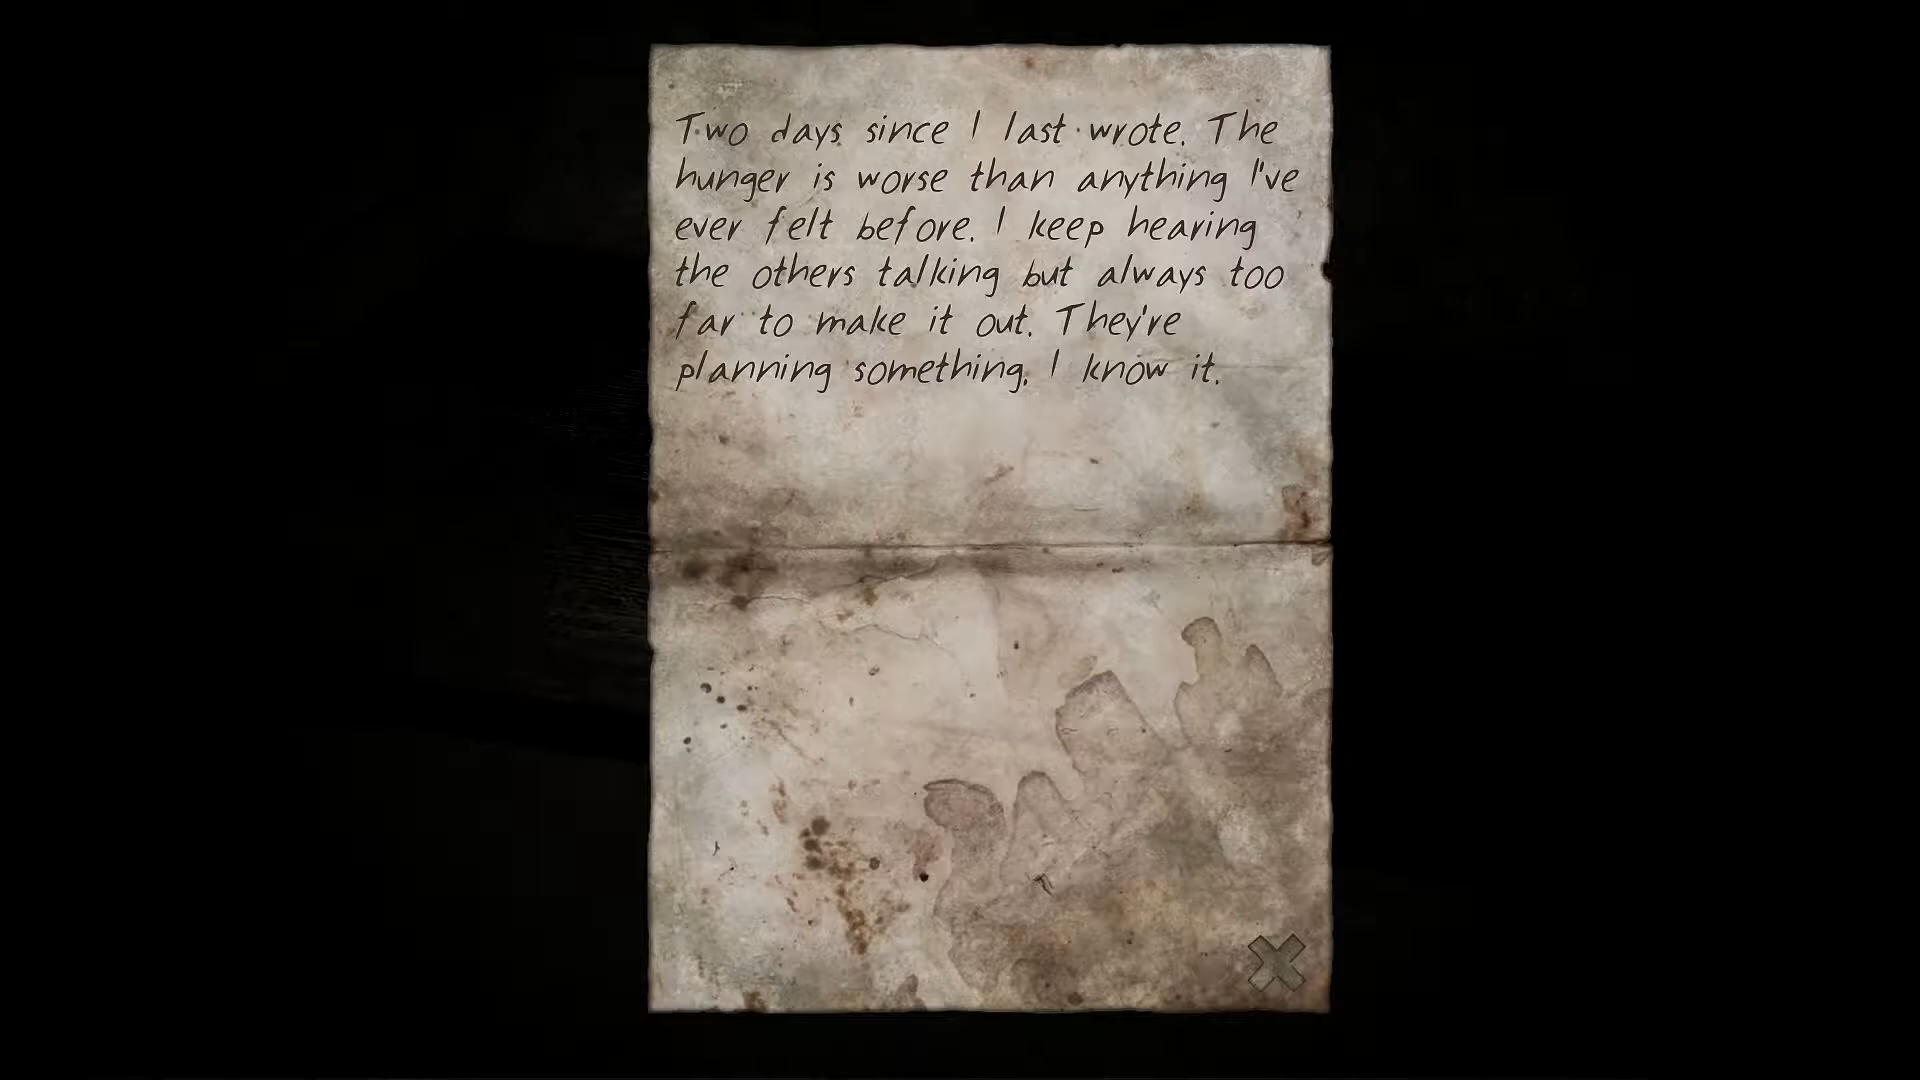 Two days since I last wrote. The
hunger is worse than anything I've
ever felt before. I keep hearing
the others talking but always too
far to make it out. They're
planning something. I know it.